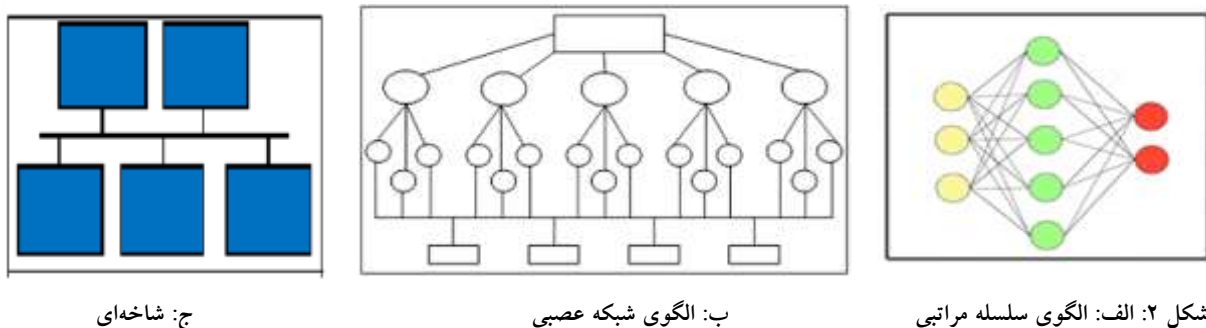 شکل ۲: الف: الگوی سلسله مراتبی
ب: الگوی شبکه عصبی
ج: شاخه‌ای